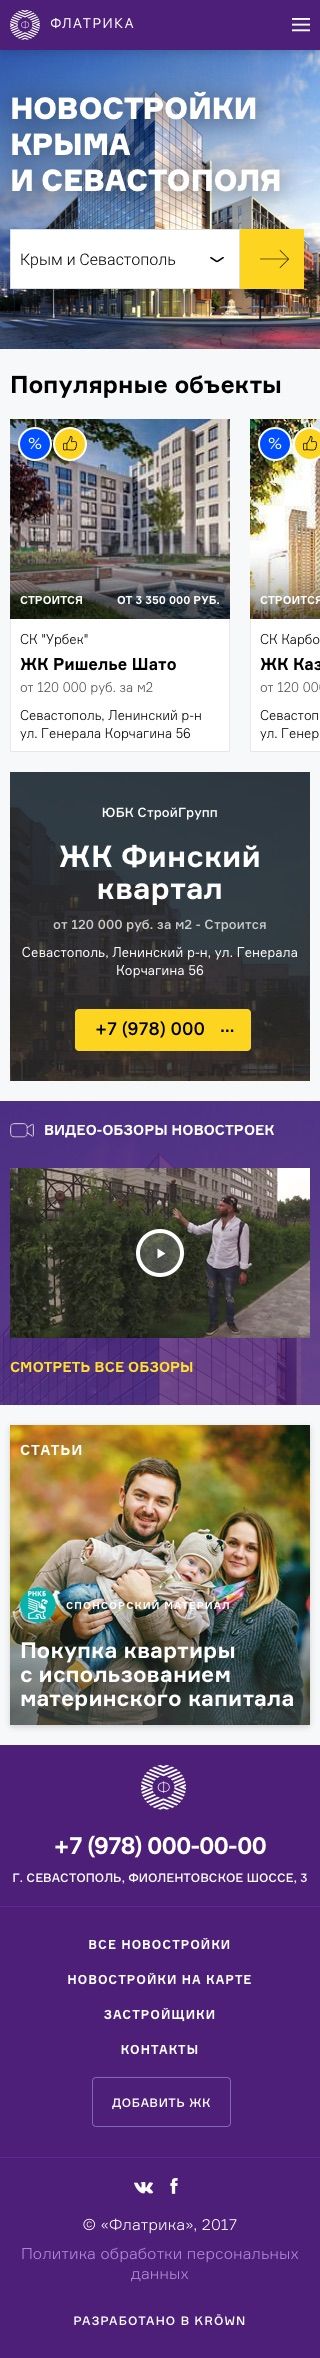 ФЛАТРИКА
НОВОСТРОЙКИ
КРЫМА
И СЕВАСТОПОЛЯ
Крым и Севастополь
Популярные объекты
%
%
СТРОИТСЯ ОТ 3 350 000 РУБ.
СТРОИТСЯ
СК "Урбек"
ЖК Ришелье Шато
от 120 000 руб. за м2
Севастополь, Ленинский р-н
ул. Генерала Корчагина 56
СК Карбо
ЖК Каз
от 120 00
Севастоп
ул. Генер
ЮБК СтройГрупп
ЖК Финский
квартал
от 120 000 руб. за м2 - Строится
Севастополь, Ленинский р-н, ул. Генерала
Корчагина 56
+7 (978) 000 ...
ВИДЕО-ОБЗОРЫ НОВОСТРОЕК
СМОТРЕТЬ ВСЕ ОБЗОРЫ
СТАТЬИ
РНКБ
СПОНСОРСКИЙ МАТЕРИАЛ
Покупка квартиры
с использованием
материнского капитала
Ф
+7 (978) 000-00-00
Г. СЕВАСТОПОЛЬ, ФИОЛЕНТОВСКОЕ ШОССЕ, 3
ВСЕ НОВОСТРОЙКИ
НОВОСТРОЙКИ НА КАРТЕ
ЗАСТРОЙЩИКИ
КОНТАКТЫ
ДОБАВИТЬ ЖК
© «Флатрика», 2017
Политика обработки персональных
данных
РАЗРАБОТАНО В KRŌWN